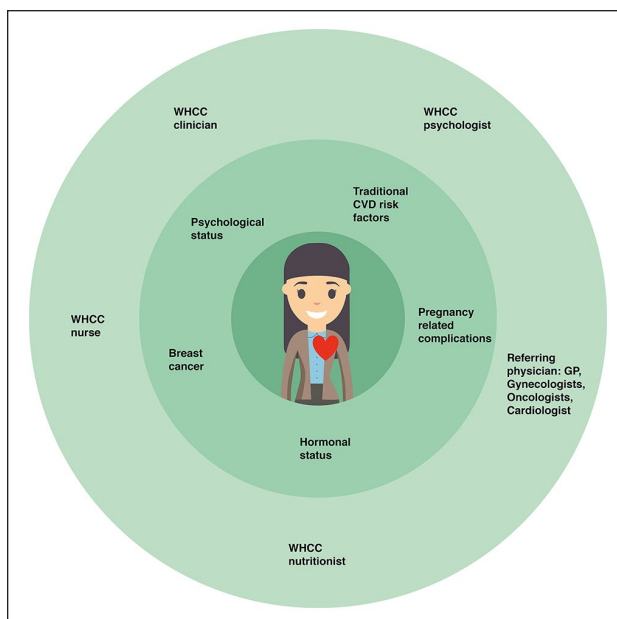 WHCC
clinician
WHCC
psychologist
Traditional
CVD risk
factors
Psychological
status
WHCC
nurse
Pregnancy
related
complications
Breast
cancer
Referring
physician: GP,
Gynecologists,
Oncologists,
Cardiologist
Hormonal
status
WHCC
nutritionist